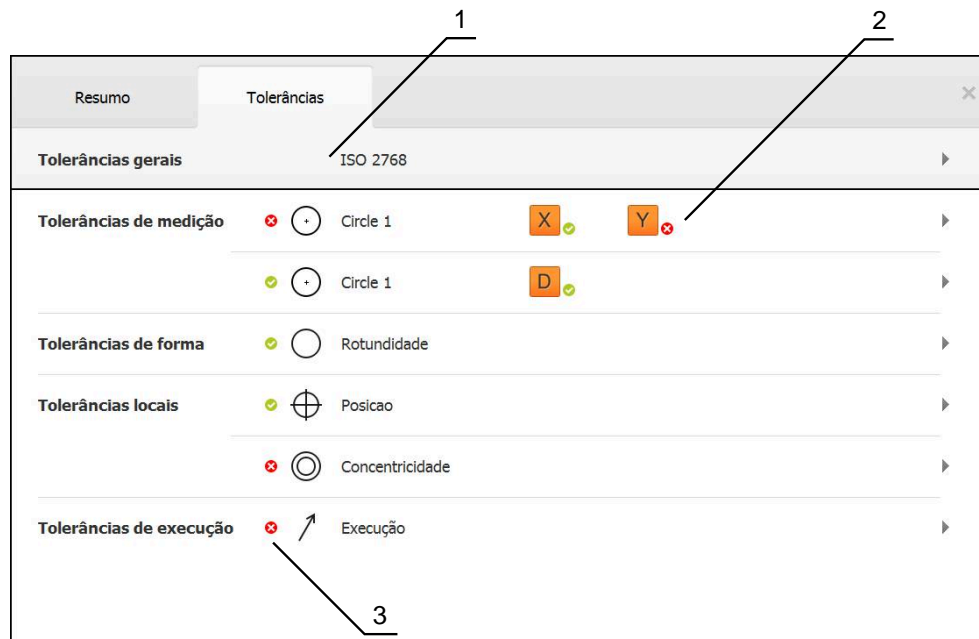 1
2
Resumo Tolerâncias
Tolerâncias gerais ISO 2768
Tolerâncias de medição Circle 1 X Y
Circle 1 D
Tolerâncias de forma Rotundidade
Tolerâncias locais Posicao
Concentricidade
Tolerâncias de execução Execução
3